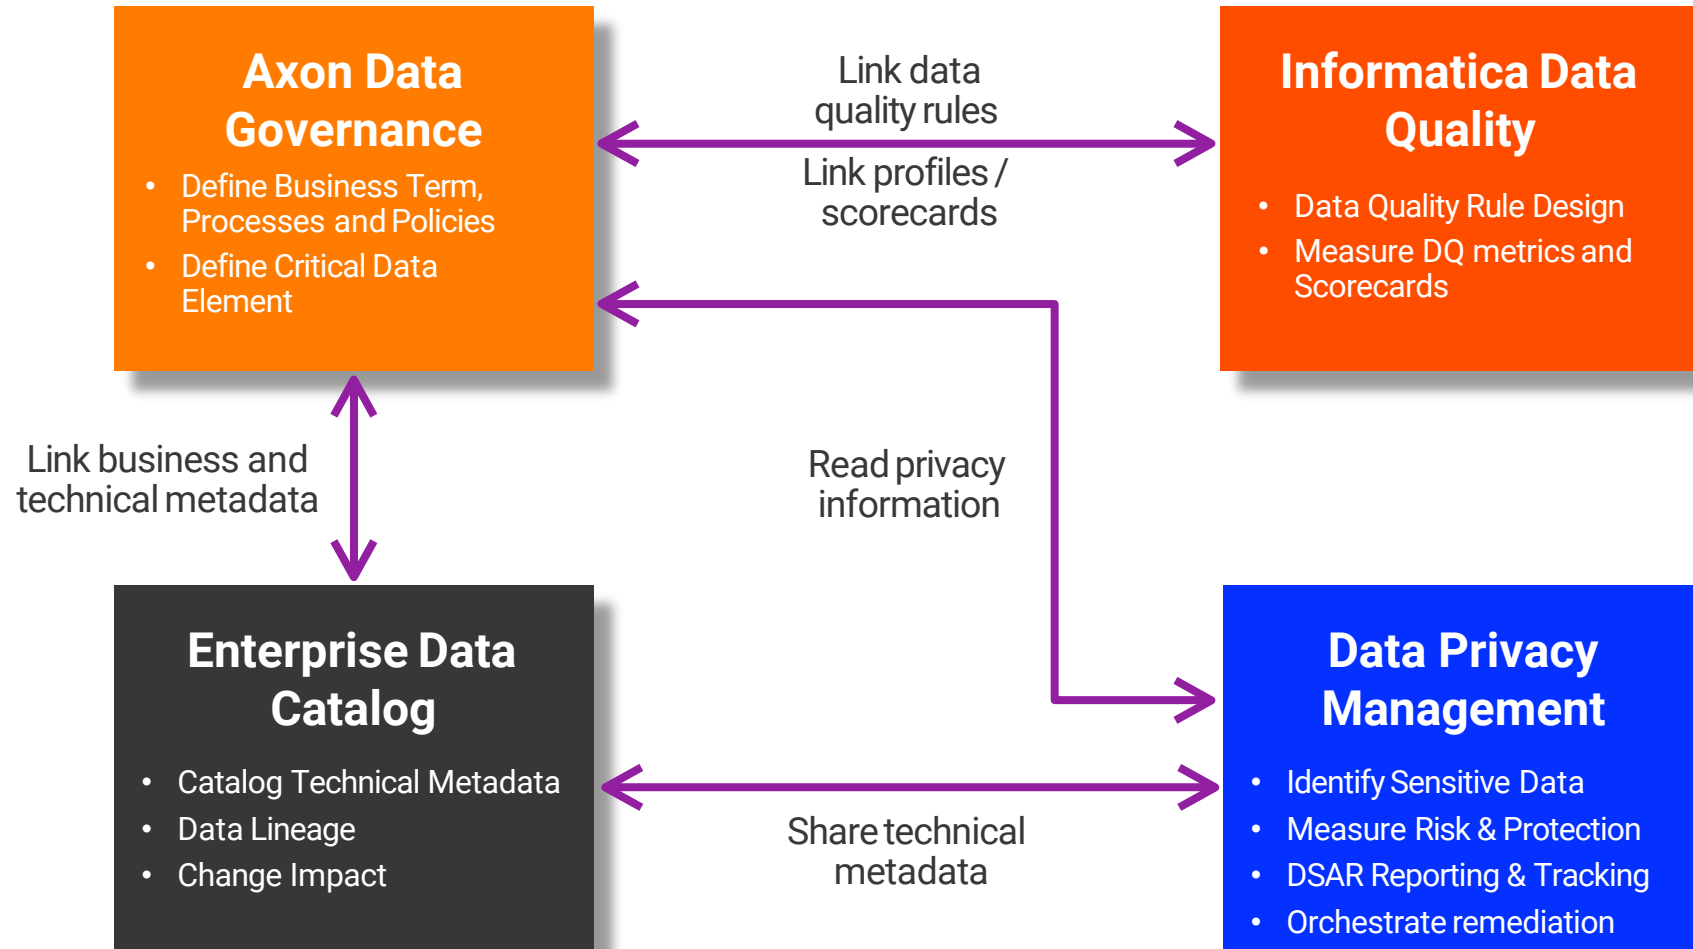 Axon Data
Governance
• Define Business Term,
Processes and Policies
• Define Critical Data
Element
Link data
quality rules
Link profiles /
scorecards
Informatica Data
Quality
• Data Quality Rule Design
• Measure DQ metrics and
Scorecards
Link business and
technical metadata
Read privacy
information
Enterprise Data
Catalog
• Catalog Technical Metadata
• Data Lineage
• Change Impact
Share technical
metadata
Data Privacy
Management
• Identify Sensitive Data
• Measure Risk & Protection
• DSAR Reporting & Tracking
• Orchestrate remediation